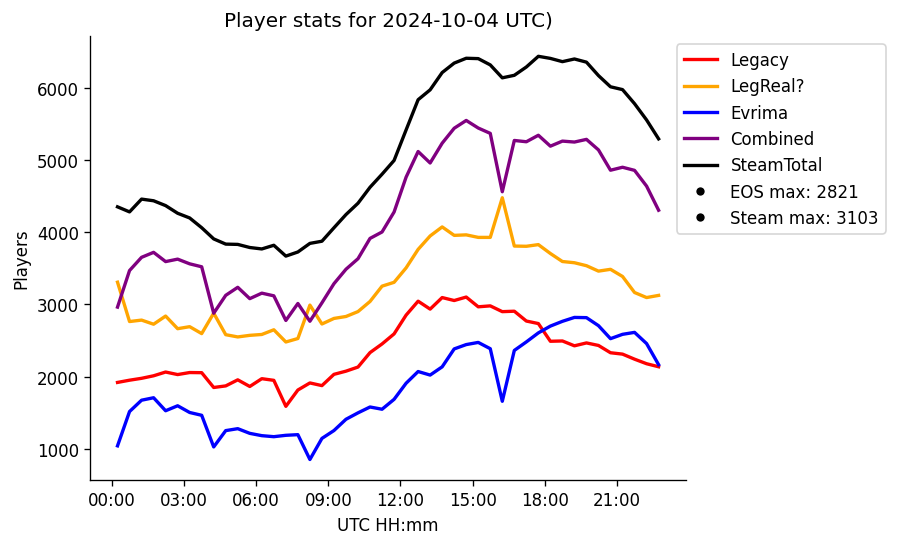 Player stats for 2024-10-04 UTC)
Players
6000
5000
4000
3000
2000
1000
00:00 03:00 06:00 09:00 12:00 15:00 18:00 21:00
UTC HH:mm
Legacy
LegReal?
Evrima
Combined
SteamTotal
EOS max: 2821
Steam max: 3103